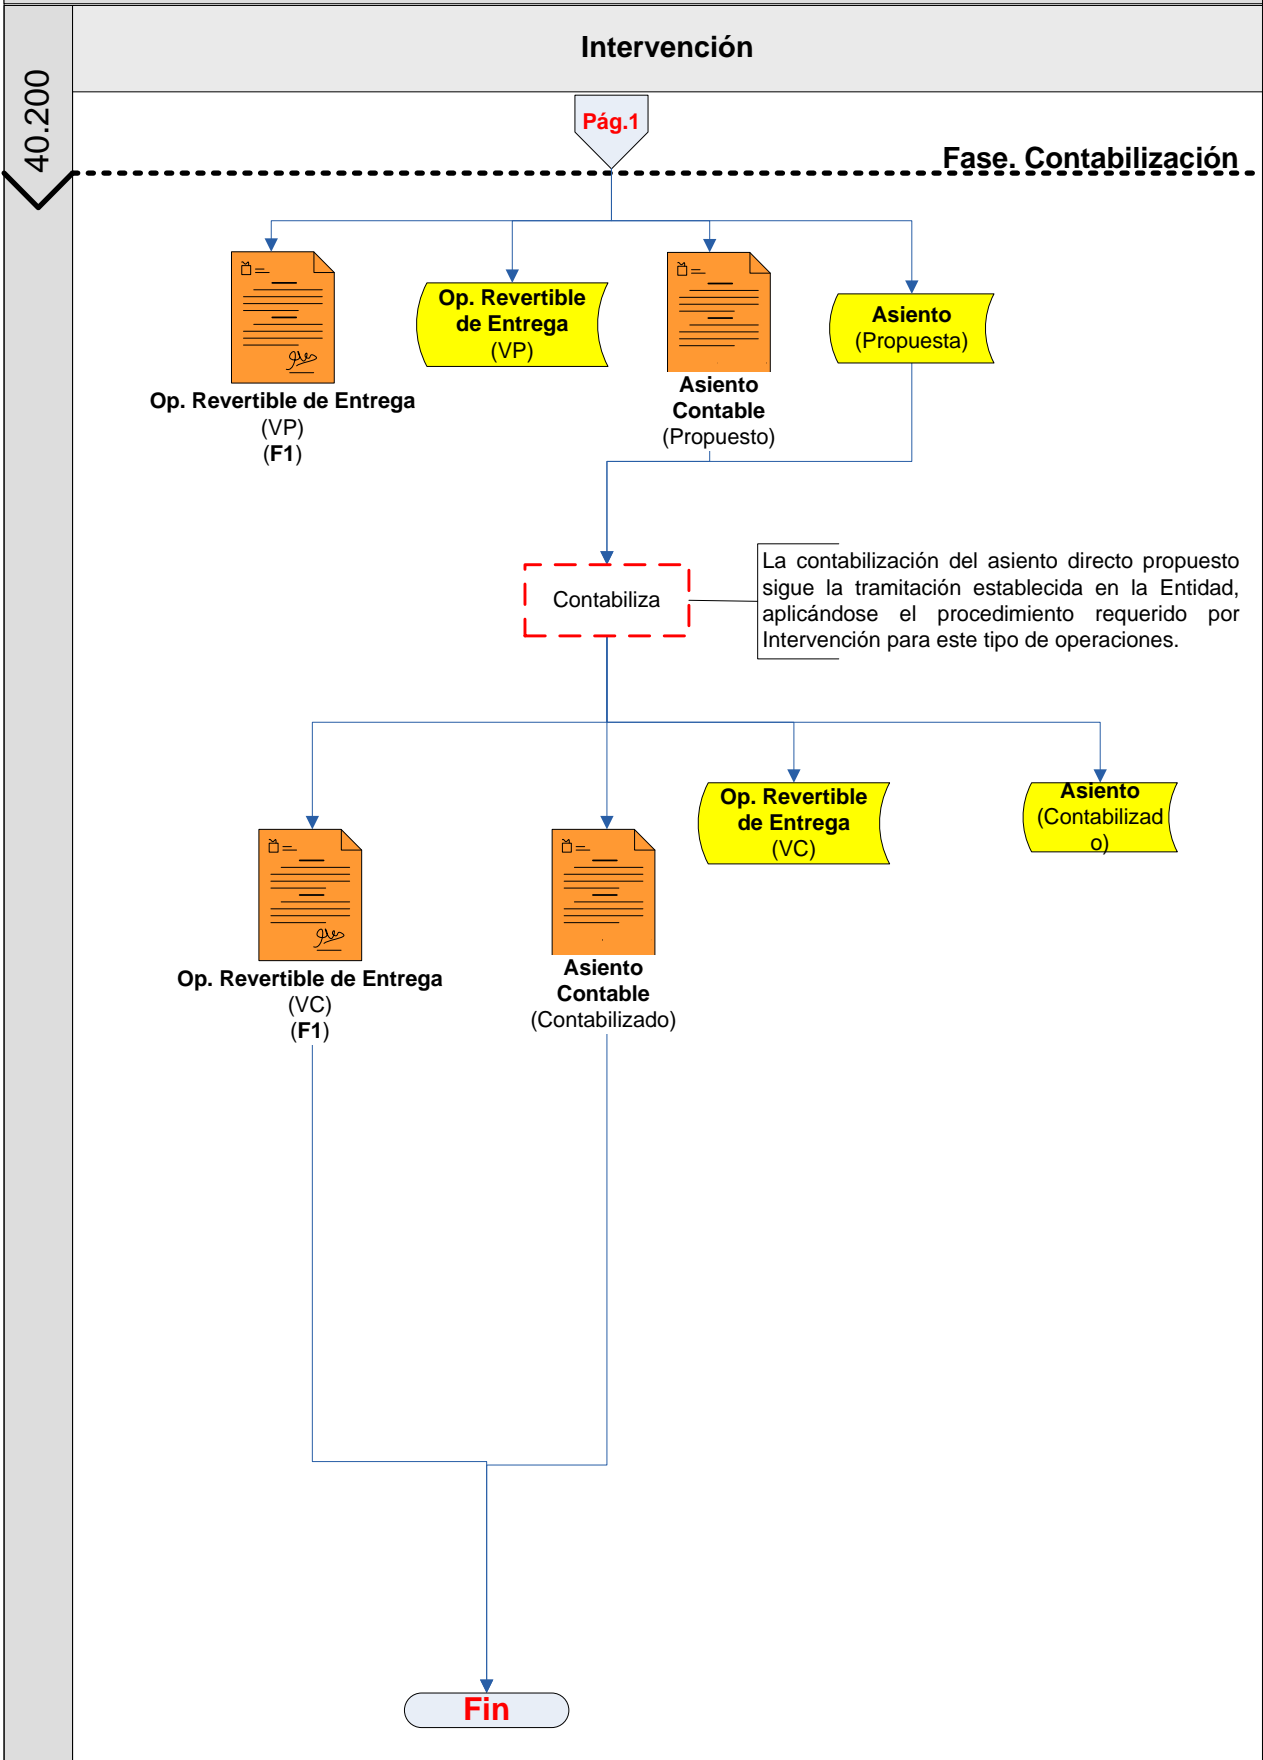 Intervención
40.200
Pág.1
Fase. Contabilización
Op. Revertible de Entrega
(VP)
(F1)
Op. Revertible
de Entrega
(VP)
Asiento
Contable
(Propuesto)
Asiento
(Propuesta)
Contabiliza
La contabilización del asiento directo propuesto
sigue la tramitación establecida en la Entidad,
aplicándose el procedimiento requerido por
Intervención para este tipo de operaciones.
Op. Revertible de Entrega
(VC)
(F1)
Asiento
Contable
(Contabilizado)
Op. Revertible
de Entrega
(VC)
Asiento
(Contabilizad
o)
Fin